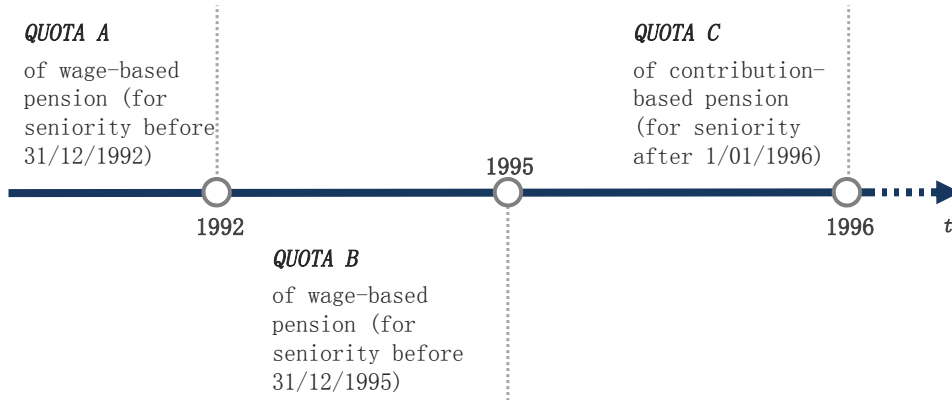 QUOTA A
of wage-based
pension (for
seniority before
31/12/1992)
QUOTA C
of contribution-
based pension
(for seniority
after 1/01/1996)
1995
1992
1996
t
QUOTA B
of wage-based
pension (for
seniority before
31/12/1995)